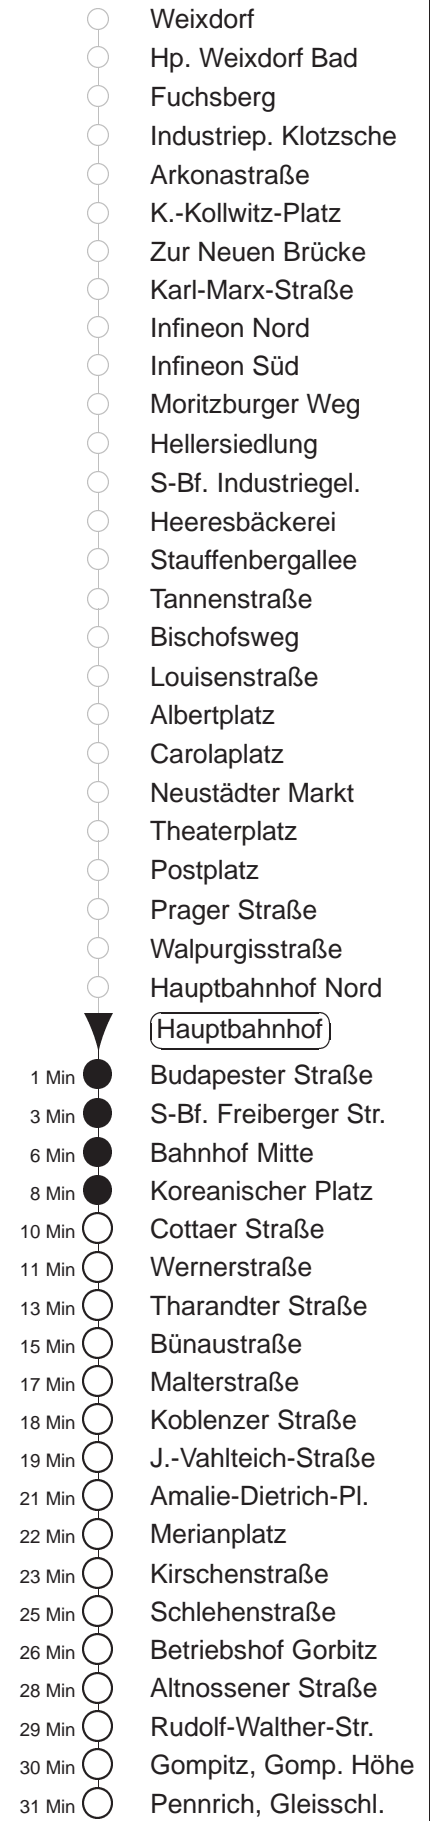 Weixdorf
Hp. Weixdorf Bad
Fuchsberg
Industriep. Klotzsche
Arkonastraße
K.-Kollwitz-Platz
Zur Neuen Brücke
Karl-Marx-Straße
Infineon Nord
Infineon Süd
Moritzburger Weg
Hellersiedlung
S-Bf. Industriegel.
Heeresbäckerei
Stauffenbergallee
Tannenstraße
Bischofsweg
Louisenstraße
Albertplatz
Carolaplatz
Neustädter Markt
Theaterplatz
Postplatz
Prager Straße
Walpurgisstraße
Hauptbahnhof Nord
Hauptbahnhof
1 Min Budapester Straße
3 Min S-Bf. Freiberger Str.
6 Min Bahnhof Mitte
8 Min Koreanischer Platz
10 Min Cottaer Straße
11 Min Wernerstraße
13 Min Tharandter Straße
15 Min Bünaustraße
17 Min Malterstraße
18 Min Koblenzer Straße
19 Min J.-Vahlteich-Straße
21 Min Amalie-Dietrich-Pl.
22 Min Merianplatz
23 Min Kirschenstraße
25 Min Schlehenstraße
26 Min Betriebshof Gorbitz
28 Min Altnossener Straße
29 Min Rudolf-Walther-Str.
30 Min Gompitz, Gomp. Höhe
31 Min Pennrich, Gleisschl.